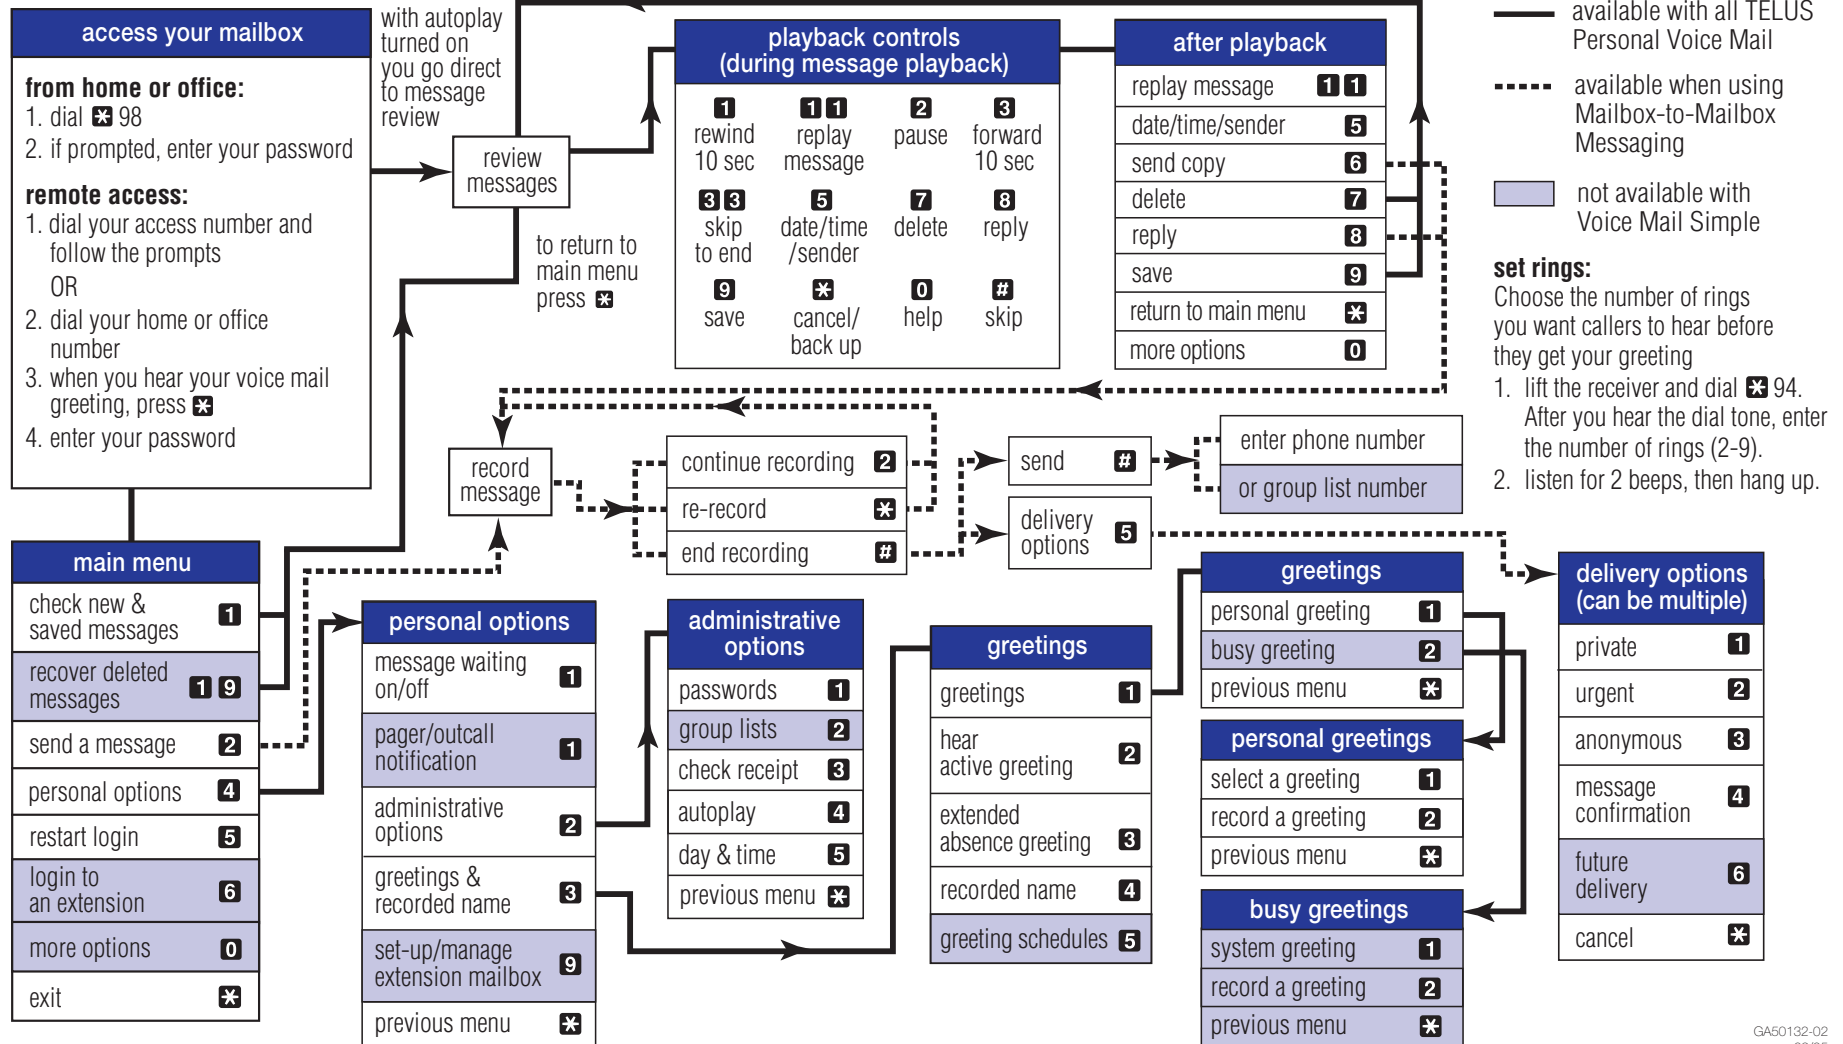 access your mailbox
from home or office:
1. dial * 98
2. if prompted, enter your password
remote access:
1. dial your access number and
follow the prompts
OR
2. dial your home or office
number
3. when you hear your voice mail
greeting, press *
4. enter your password
with autoplay
turned on
you go direct
to message
review
review
messages
to return to
main menu
press *
playback controls
(during message playback)
1
rewind
10 sec
1 1
replay
message
2
pause
3
forward
10 sec
3 3
skip
to end
5
date/time
/sender
7
delete
8
reply
9
save
*
cancel/
back up
0
help
#
skip
after playback
replay message 1 1
date/time/sender 5
send copy 6
delete 7
reply 8
save 9
return to main menu *
more options 0
available with all TELUS
Personal Voice Mail
available when using
Mailbox-to-Mailbox
Messaging
not available with
Voice Mail Simple
set rings:
Choose the number of rings
you want callers to hear before
they get your greeting
1. lift the receiver and dial * 94.
After you hear the dial tone, enter
the number of rings (2-9).
2. listen for 2 beeps, then hang up.
record
message
continue recording 2
re-record *
end recording #
send #
delivery
options 5
enter phone number
or group list number
main menu
check new &
saved messages 1
recover deleted
messages 1 9
send a message 2
personal options 4
restart login 5
login to
an extension 6
more options 0
exit *
personal options
message waiting
on/off 1
pager/outcall
notification 1
administrative
options 2
greetings &
recorded name 3
set-up/manage
extension mailbox 9
previous menu *
administrative
options
passwords 1
group lists 2
check receipt 3
autoplay 4
day & time 5
previous menu *
greetings
greetings 1
hear
active greeting 2
extended
absence greeting 3
recorded name 4
greeting schedules 5
greetings
personal greeting 1
busy greeting 2
previous menu *
personal greetings
select a greeting 1
record a greeting 2
previous menu *
busy greetings
system greeting 1
record a greeting 2
previous menu *
delivery options
(can be multiple)
private 1
urgent 2
anonymous 3
message
confirmation 4
future
delivery 6
cancel *
GA50132-02